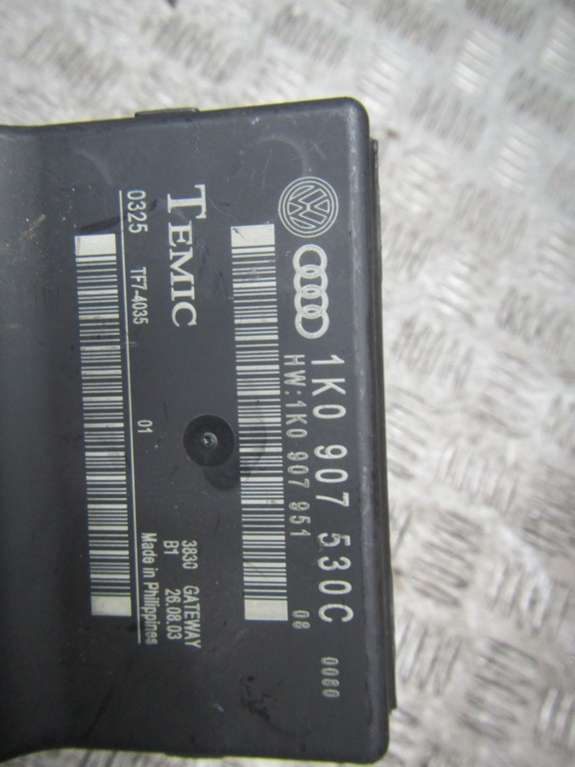 1K0 907 530C
HW:1K0 907 951 08 0080
TEMIC
3830 GATEWAY
B1 26.08.03
0325 TF7-4035 01 Made in Philippines